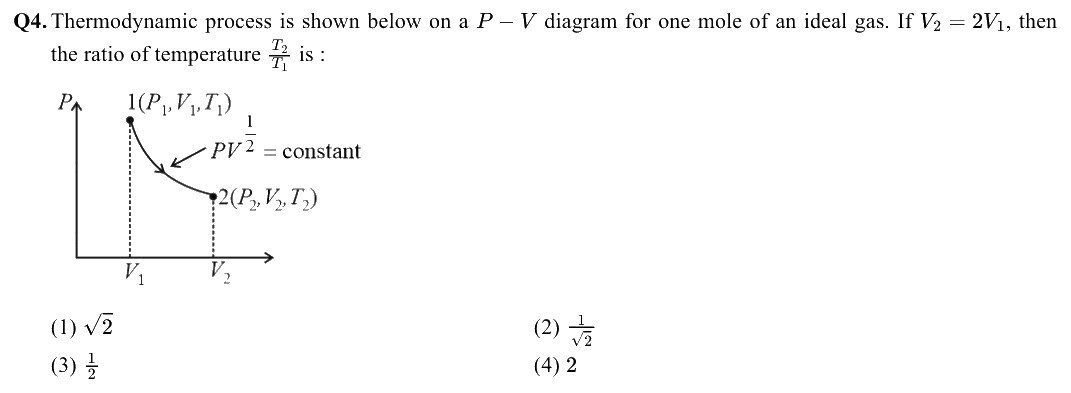 Q4. Thermodynamic process is shown below on a P − V diagram for one mole of an ideal gas. If V₂ = 2V₁, then
the ratio of temperature T₂/T₁ is :
P 1(P₁, V₁, T₁)
PV^(1/2) = constant
2(P₂, V₂, T₂)
V₁ V₂
(1) √2 (2) 1/√2
(3) 1/2 (4) 2